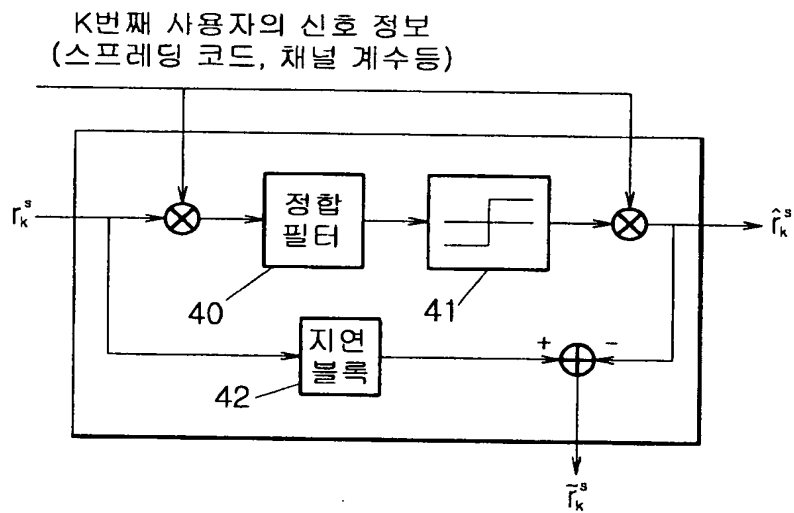 K번째 사용자의 신호 정보
(스프레딩 코드, 채널 계수등)
r_k^s
정합
필터
r̂_k^s
40
41
지연
블록
+
-
42
r̃_k^s